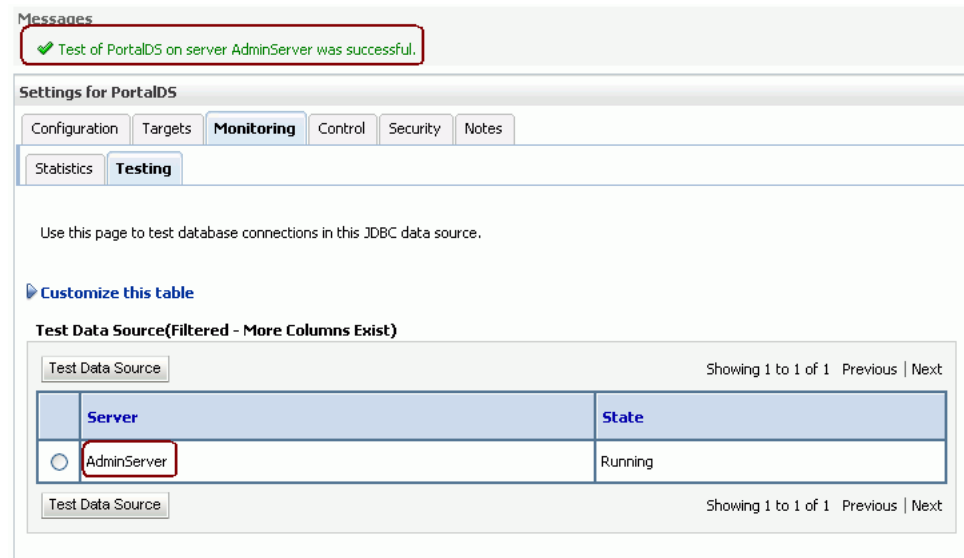 Messages
Test of PortalDS on server AdminServer was successful.
Settings for PortalDS
Configuration Targets Monitoring Control Security Notes
Statistics Testing
Use this page to test database connections in this JDBC data source.
Customize this table
Test Data Source(Filtered - More Columns Exist)
Test Data Source Showing 1 to 1 of 1 Previous | Next
Server State
AdminServer Running
Test Data Source Showing 1 to 1 of 1 Previous | Next